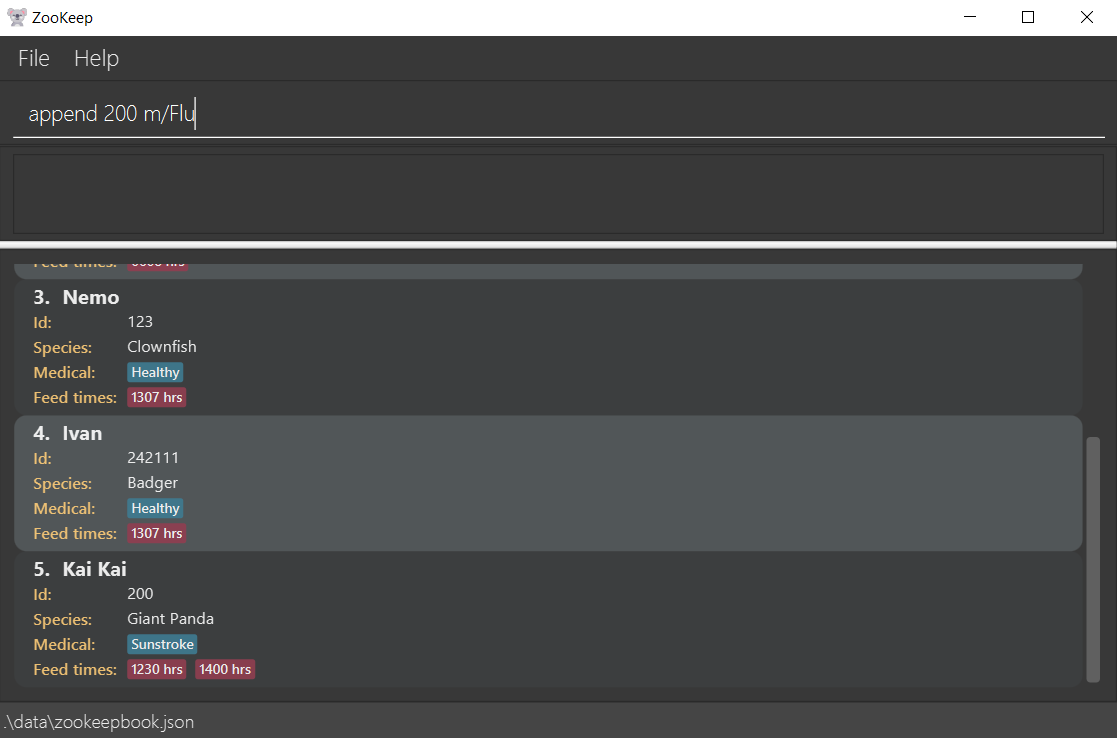 ZooKeep
File Help
append 200 m/Flu
Feed times:
3. Nemo
Id: 123
Species: Clownfish
Medical: Healthy
Feed times: 1307 hrs
4. Ivan
Id: 242111
Species: Badger
Medical: Healthy
Feed times: 1307 hrs
5. Kai Kai
Id: 200
Species: Giant Panda
Medical: Sunstroke
Feed times: 1230 hrs 1400 hrs
.\data\zookeepbook.json